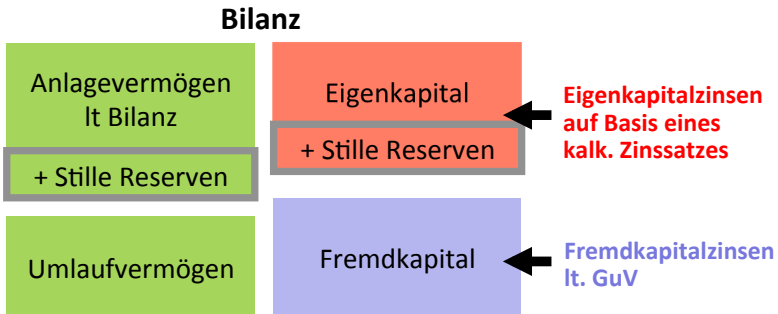 Bilanz
Anlagevermögen
lt Bilanz
+ Stille Reserven
Umlaufvermögen
Eigenkapital
+ Stille Reserven
Fremdkapital
Eigenkapitalzinsen
auf Basis eines
kalk. Zinssatzes
Fremdkapitalzinsen
lt. GuV